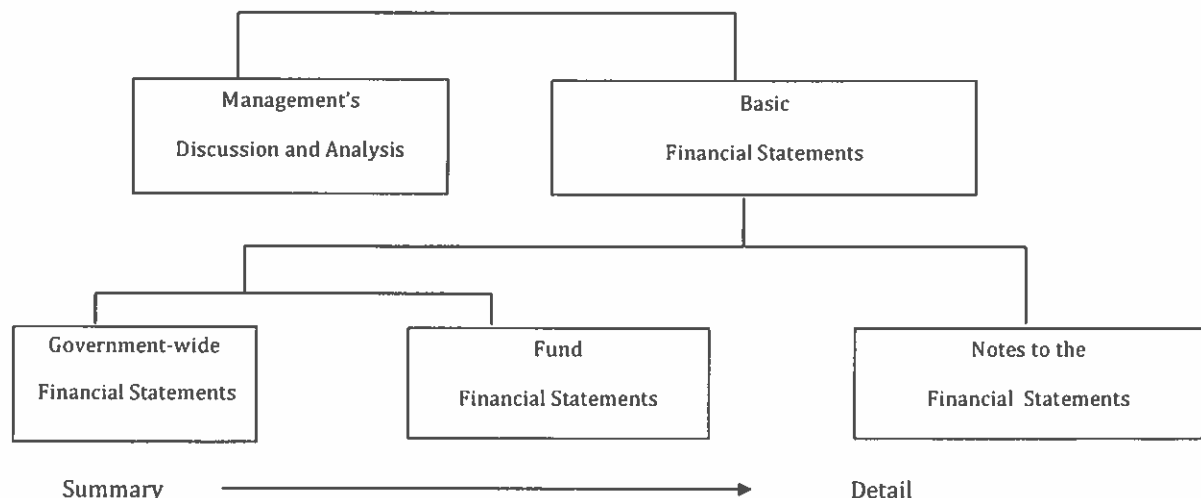 Management's
Discussion and Analysis
Basic
Financial Statements
Government-wide
Financial Statements
Fund
Financial Statements
Notes to the
Financial Statements
Summary
Detail